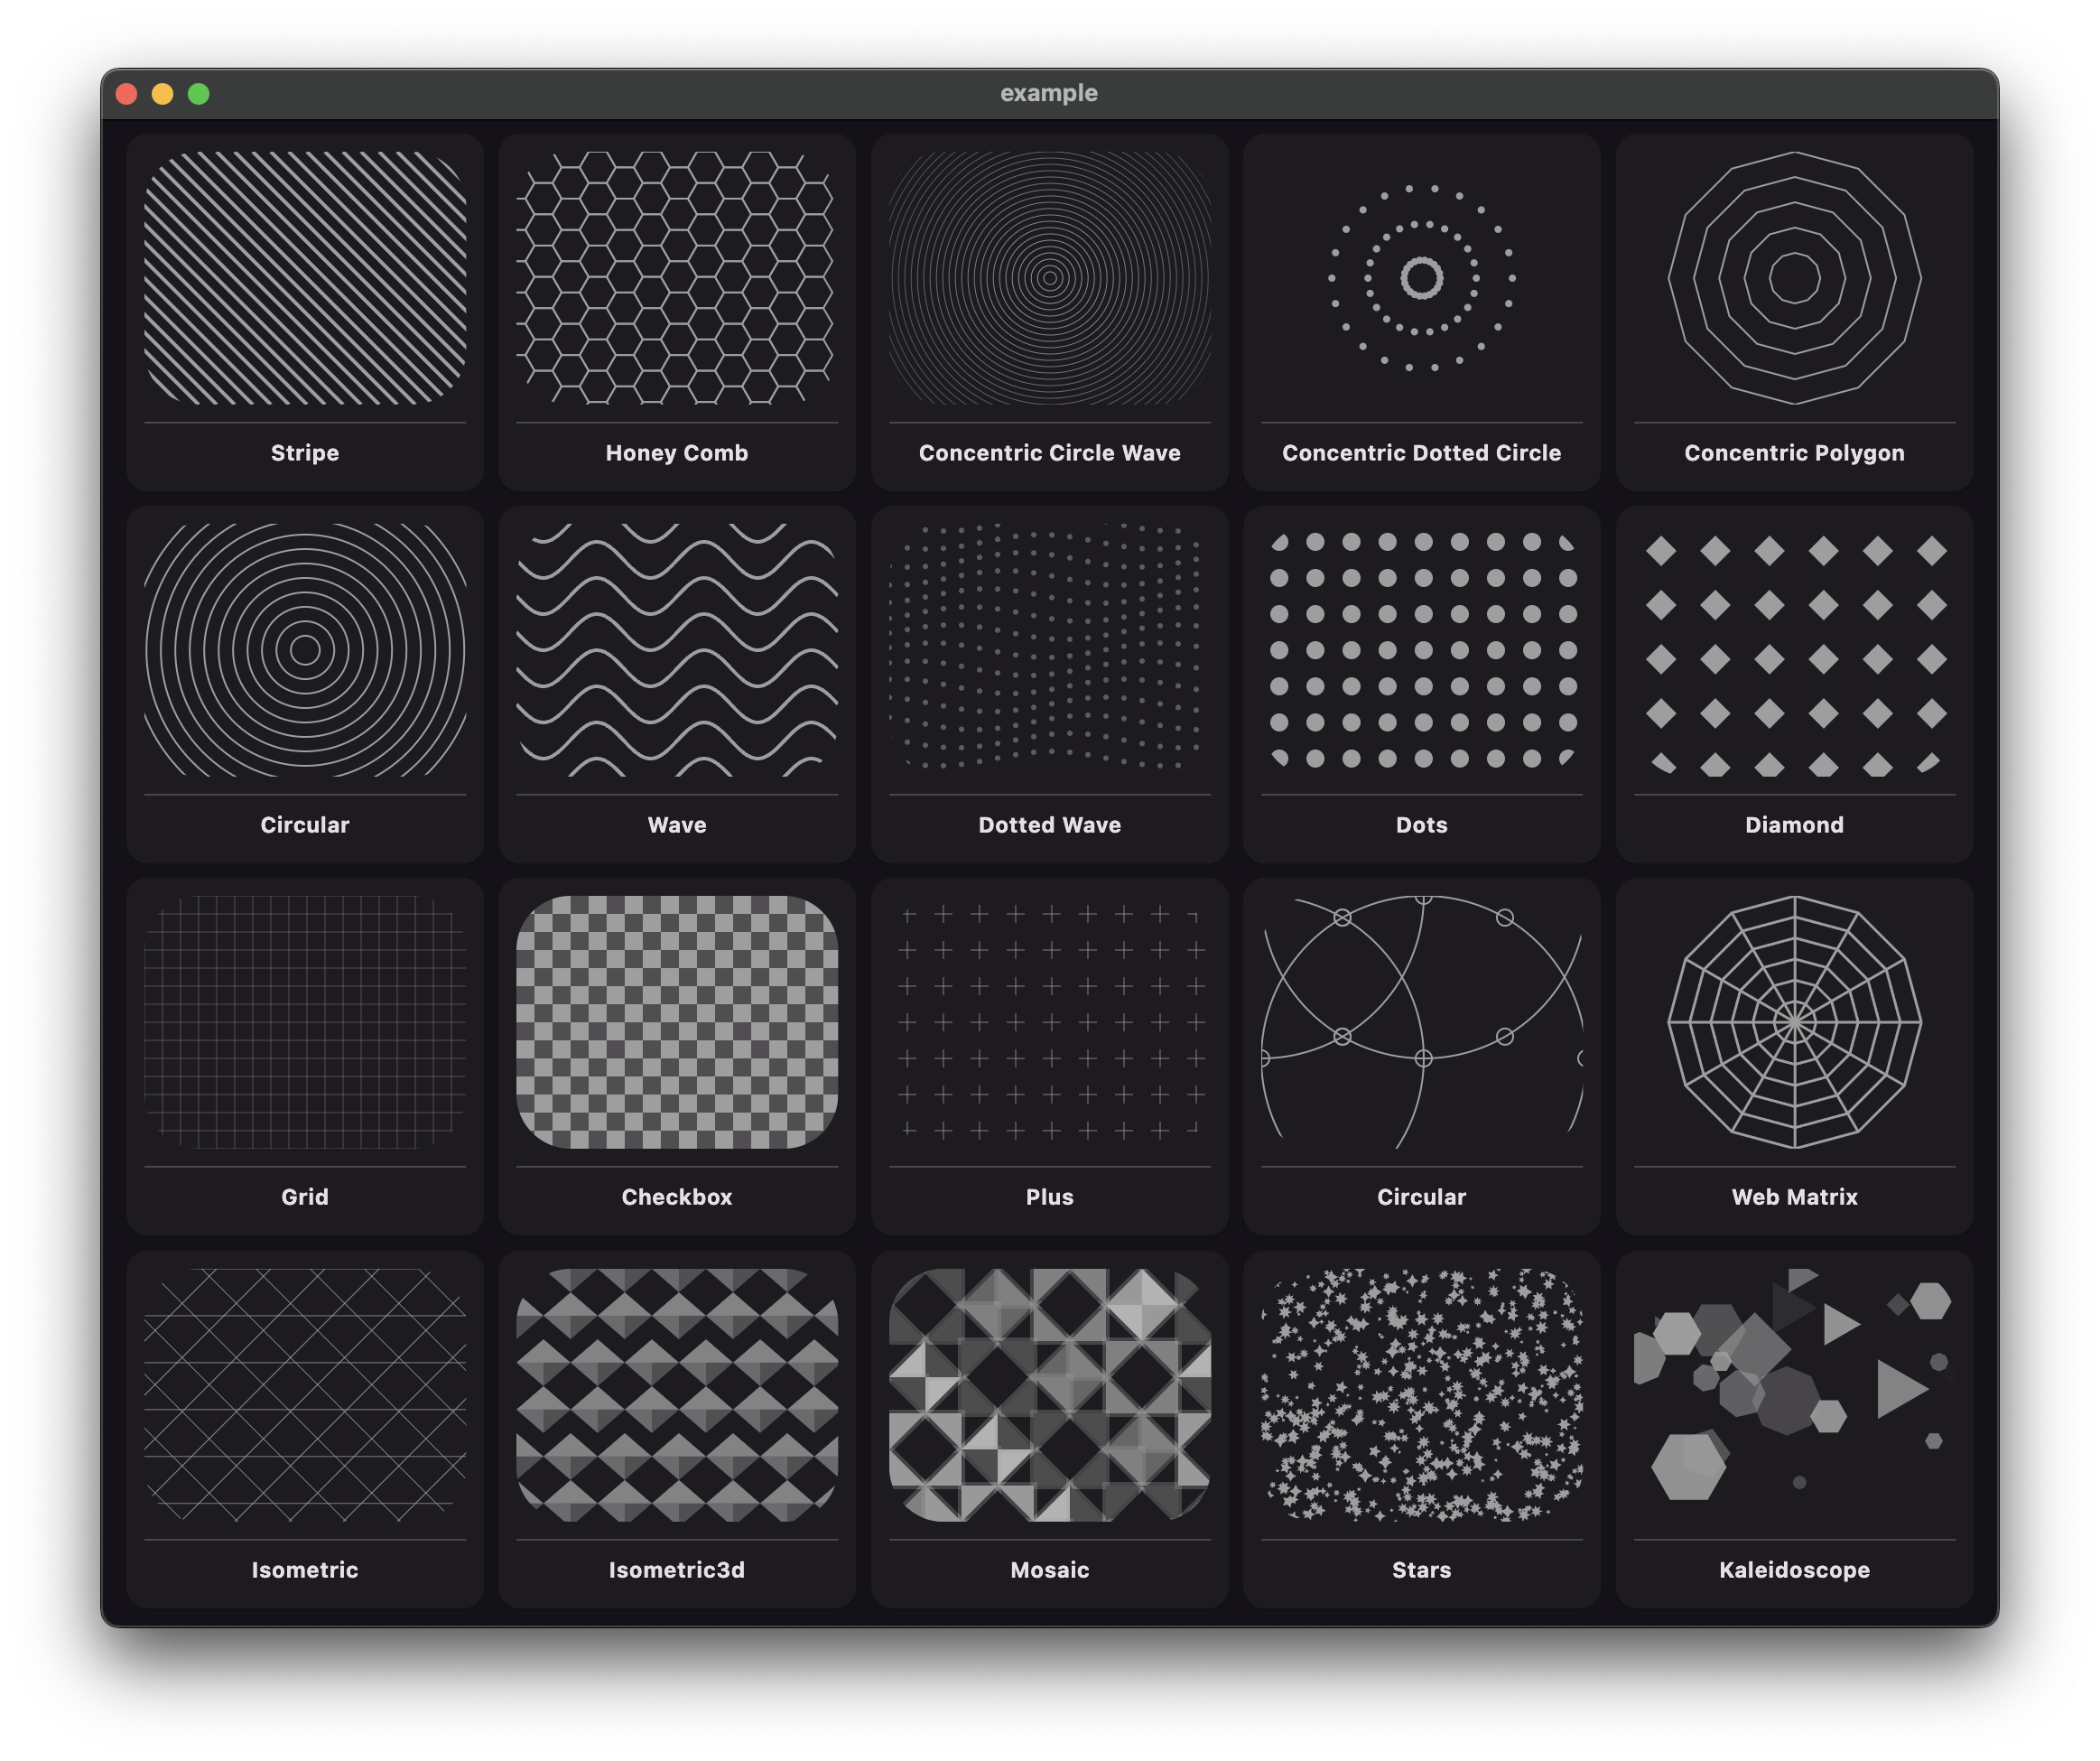 example
Stripe
Honey Comb
Concentric Circle Wave
Concentric Dotted Circle
Concentric Polygon
Circular
Wave
Dotted Wave
Dots
Diamond
Grid
Checkbox
Plus
Circular
Web Matrix
Isometric
Isometric3d
Mosaic
Stars
Kaleidoscope